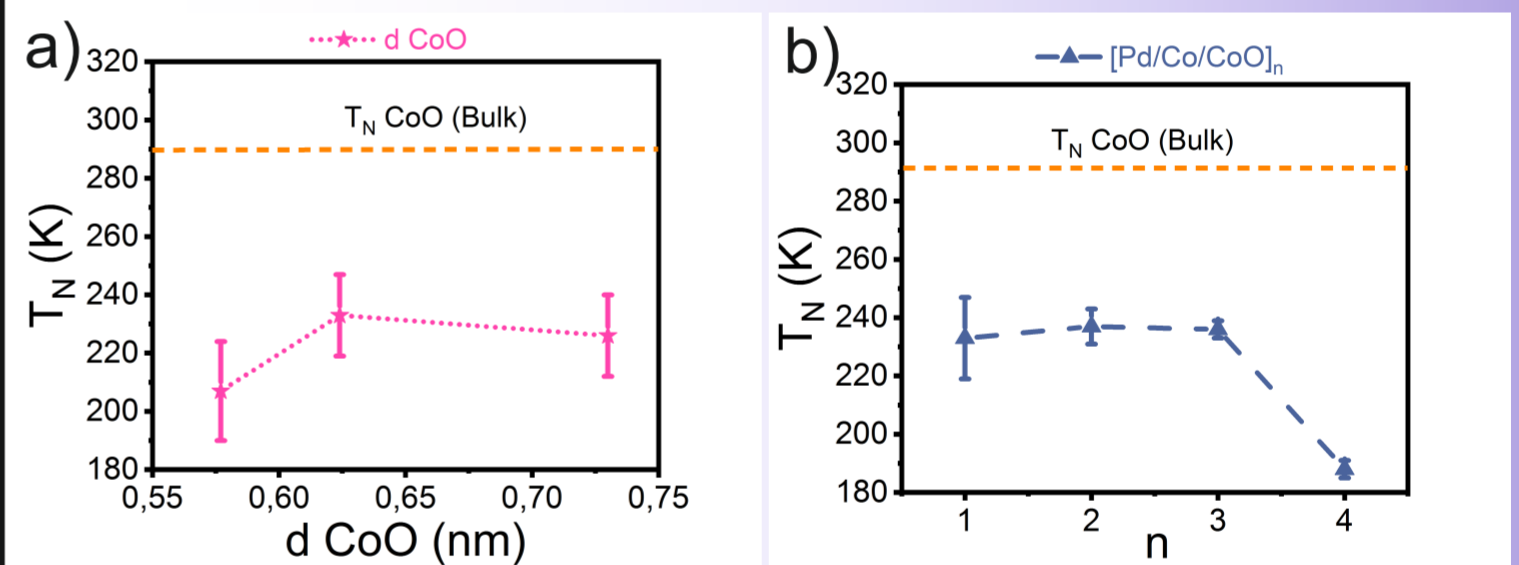 a)
d CoO
320
300
280
260
240
220
200
180
T_N CoO (Bulk)
T_N (K)
0,55 0,60 0,65 0,70 0,75
d CoO (nm)
b)
[Pd/Co/CoO]_n
320
300
280
260
240
220
200
180
T_N CoO (Bulk)
T_N (K)
1 2 3 4
n